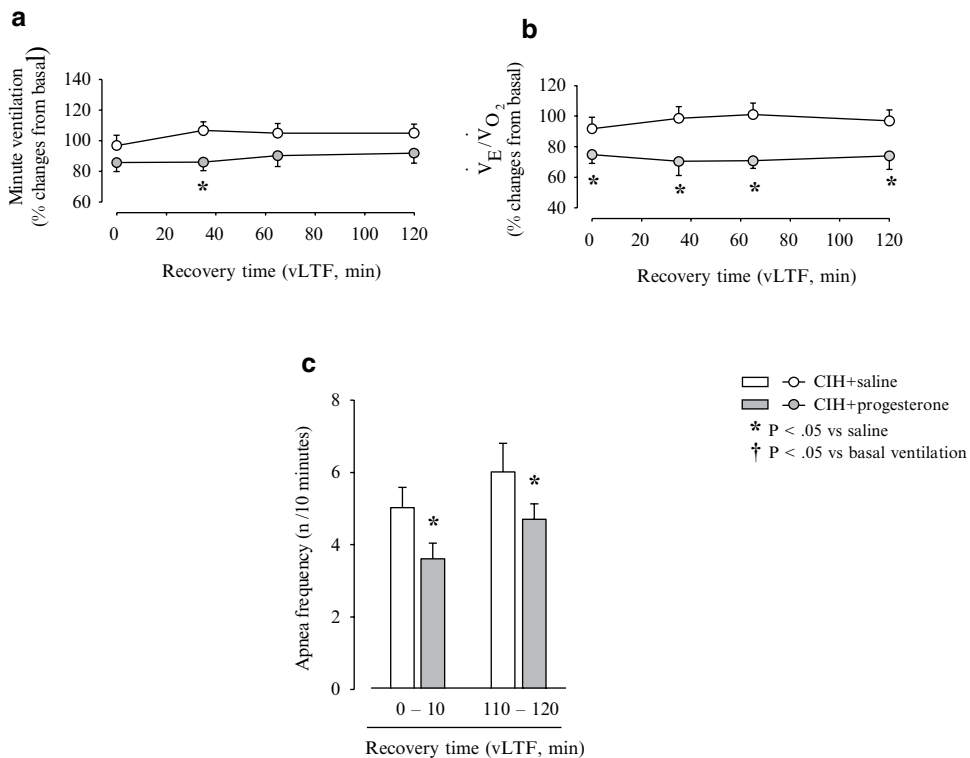 a
Minute ventilation
(% changes from basal)
140
120
100
80
60
0 20 40 60 80 100 120
Recovery time (vLTF, min)
b
V̇E/V̇O2
(% changes from basal)
100
80
60
40
* * * *
0 20 40 60 80 100 120
Recovery time (vLTF, min)
*
c
Apnea frequency (n /10 minutes)
8
6
4
2
0
* *
0 – 10 110 – 120
Recovery time (vLTF, min)
CIH+saline
CIH+progesterone
* P < .05 vs saline
† P < .05 vs basal ventilation